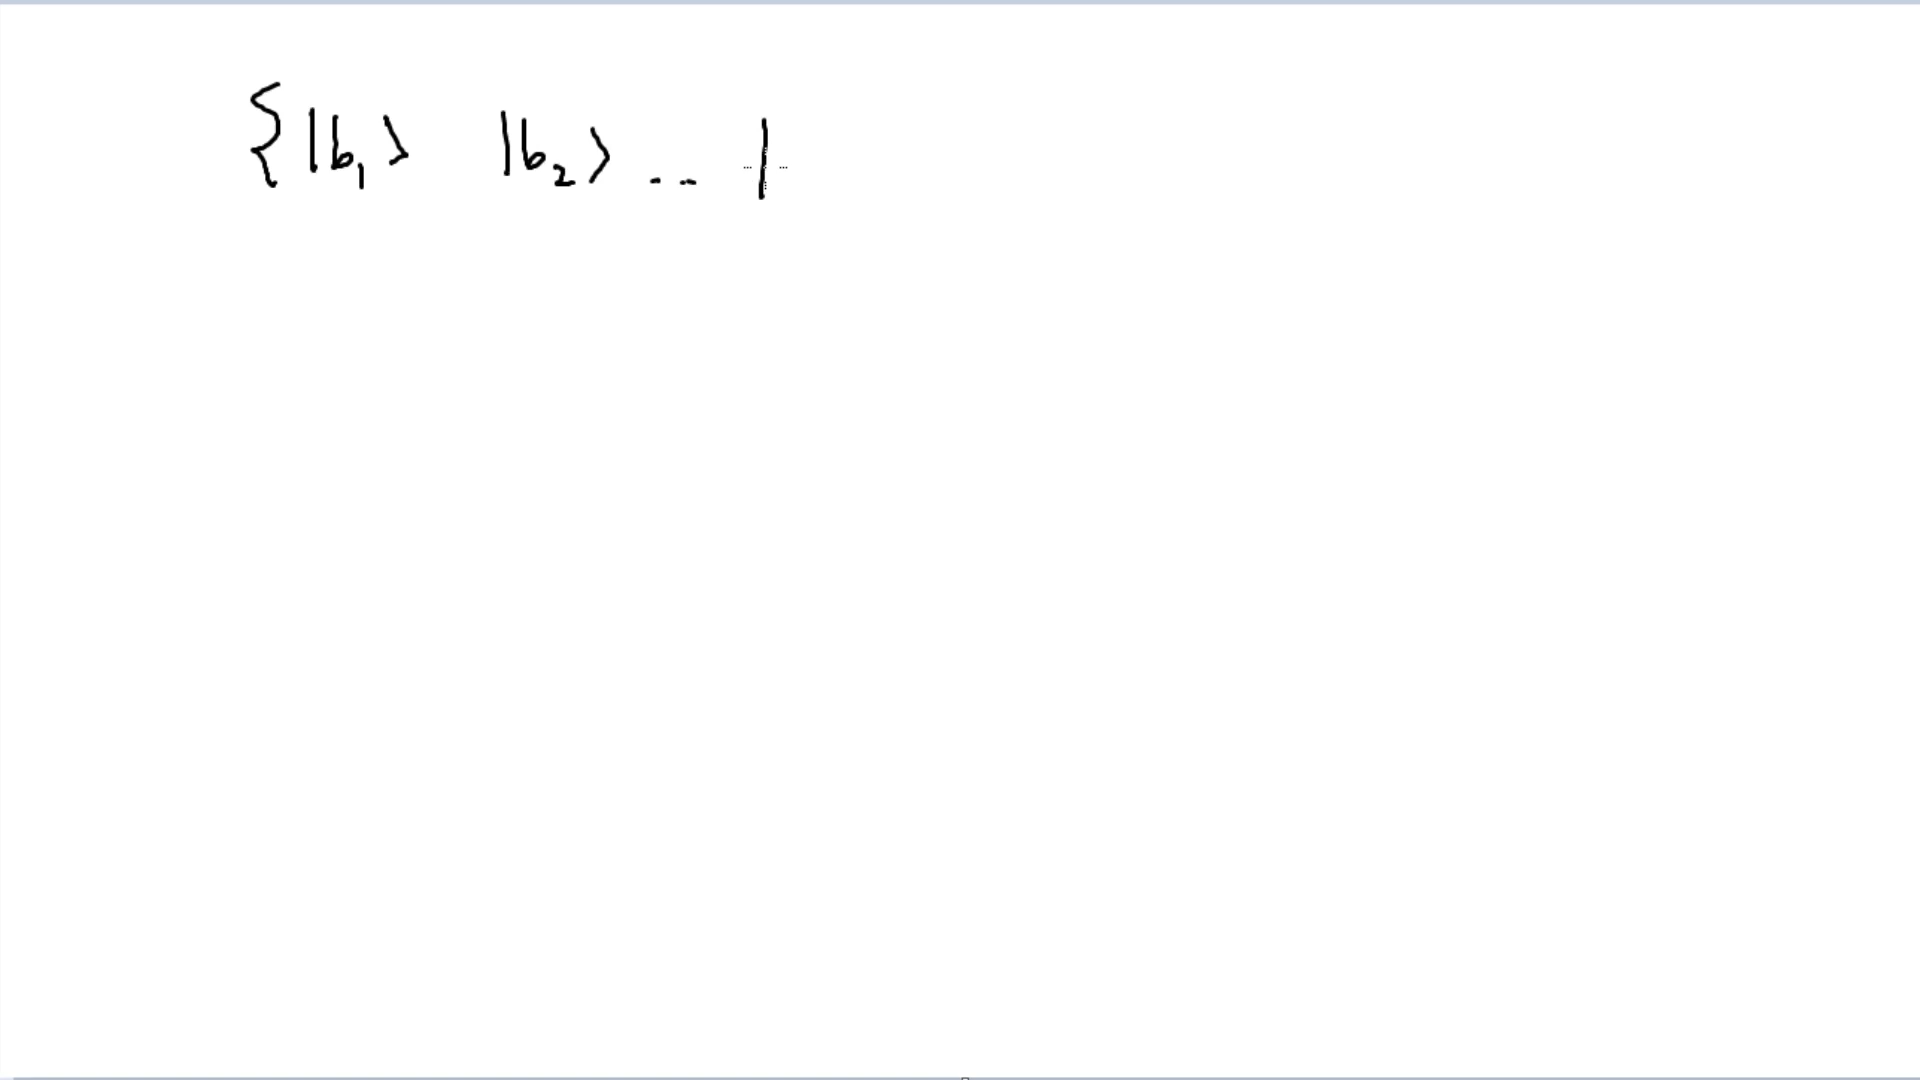 {|b₁⟩ |b₂⟩ .. |